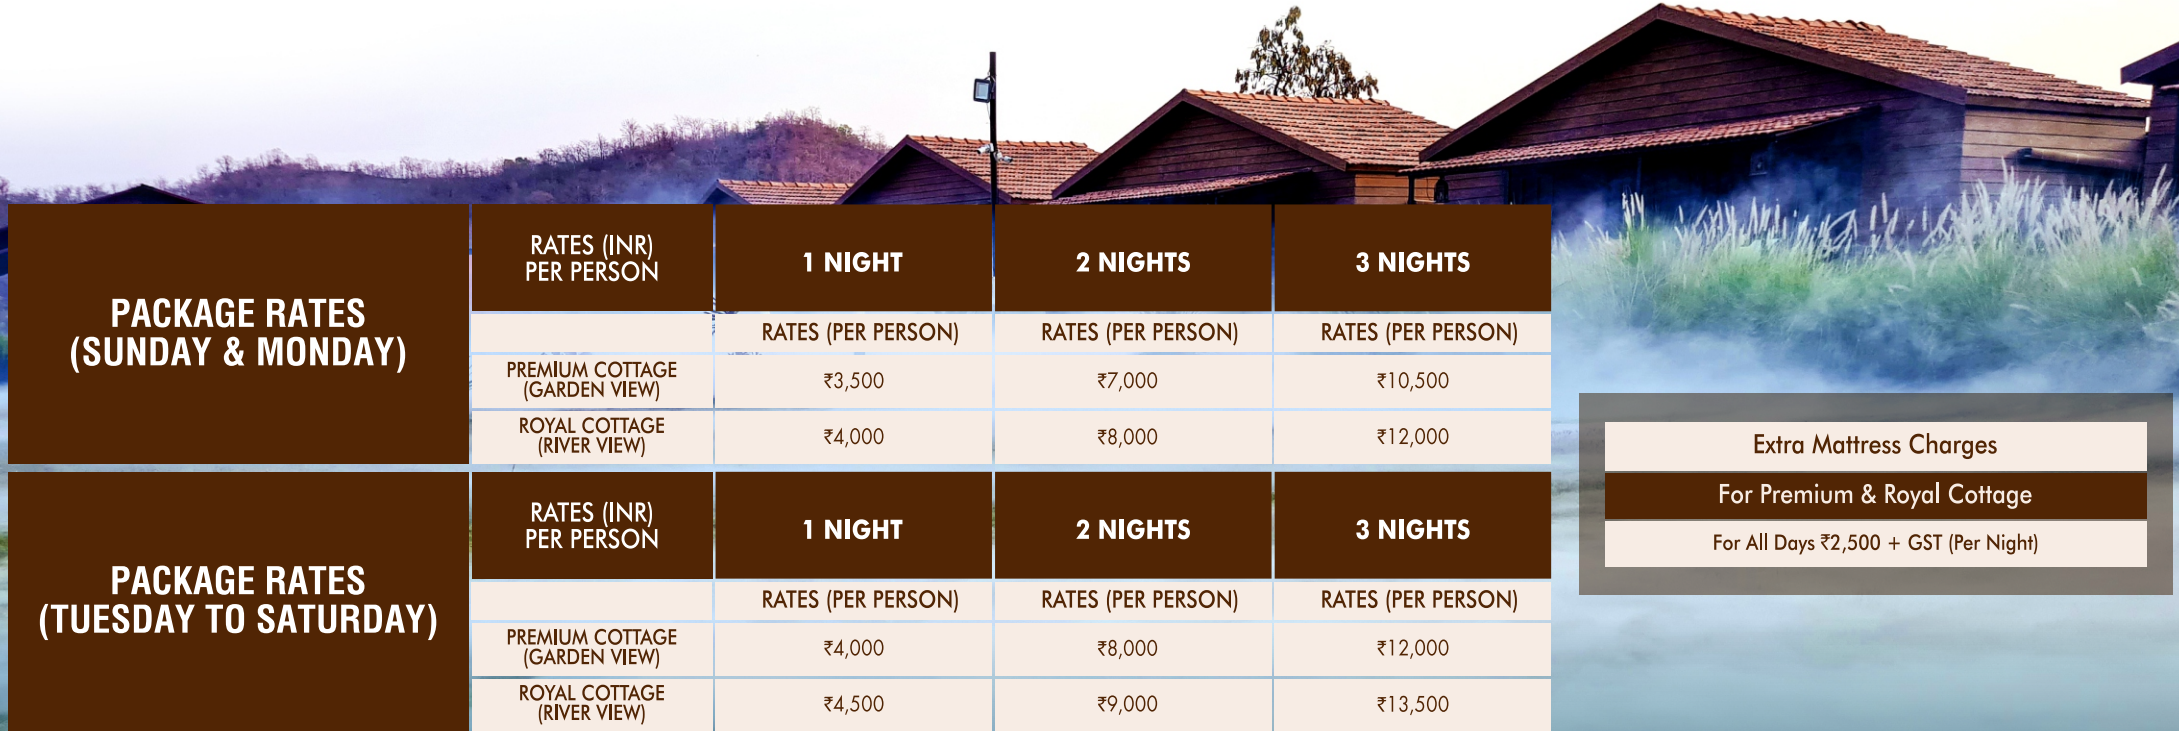 PACKAGE RATES
(SUNDAY & MONDAY)
RATES (INR)
PER PERSON
1 NIGHT
2 NIGHTS
3 NIGHTS
RATES (PER PERSON)
RATES (PER PERSON)
RATES (PER PERSON)
PREMIUM COTTAGE
(GARDEN VIEW)
₹3,500
₹7,000
₹10,500
ROYAL COTTAGE
(RIVER VIEW)
₹4,000
₹8,000
₹12,000
PACKAGE RATES
(TUESDAY TO SATURDAY)
RATES (INR)
PER PERSON
1 NIGHT
2 NIGHTS
3 NIGHTS
RATES (PER PERSON)
RATES (PER PERSON)
RATES (PER PERSON)
PREMIUM COTTAGE
(GARDEN VIEW)
₹4,000
₹8,000
₹12,000
ROYAL COTTAGE
(RIVER VIEW)
₹4,500
₹9,000
₹13,500
Extra Mattress Charges
For Premium & Royal Cottage
For All Days ₹2,500 + GST (Per Night)